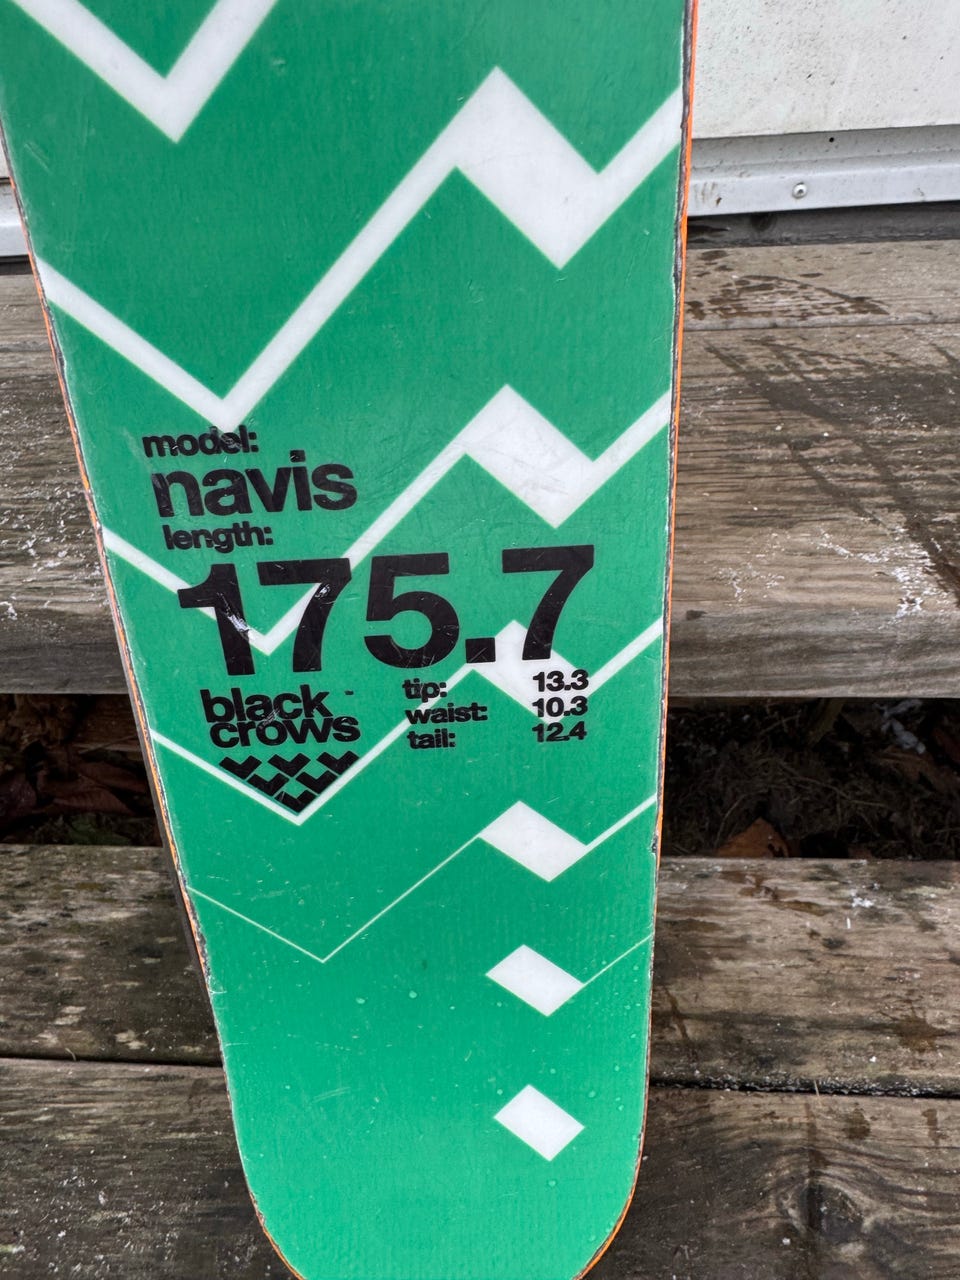 model:
navis
length:
175.7
black
crows
tip: 13.3
waist: 10.3
tail: 12.4